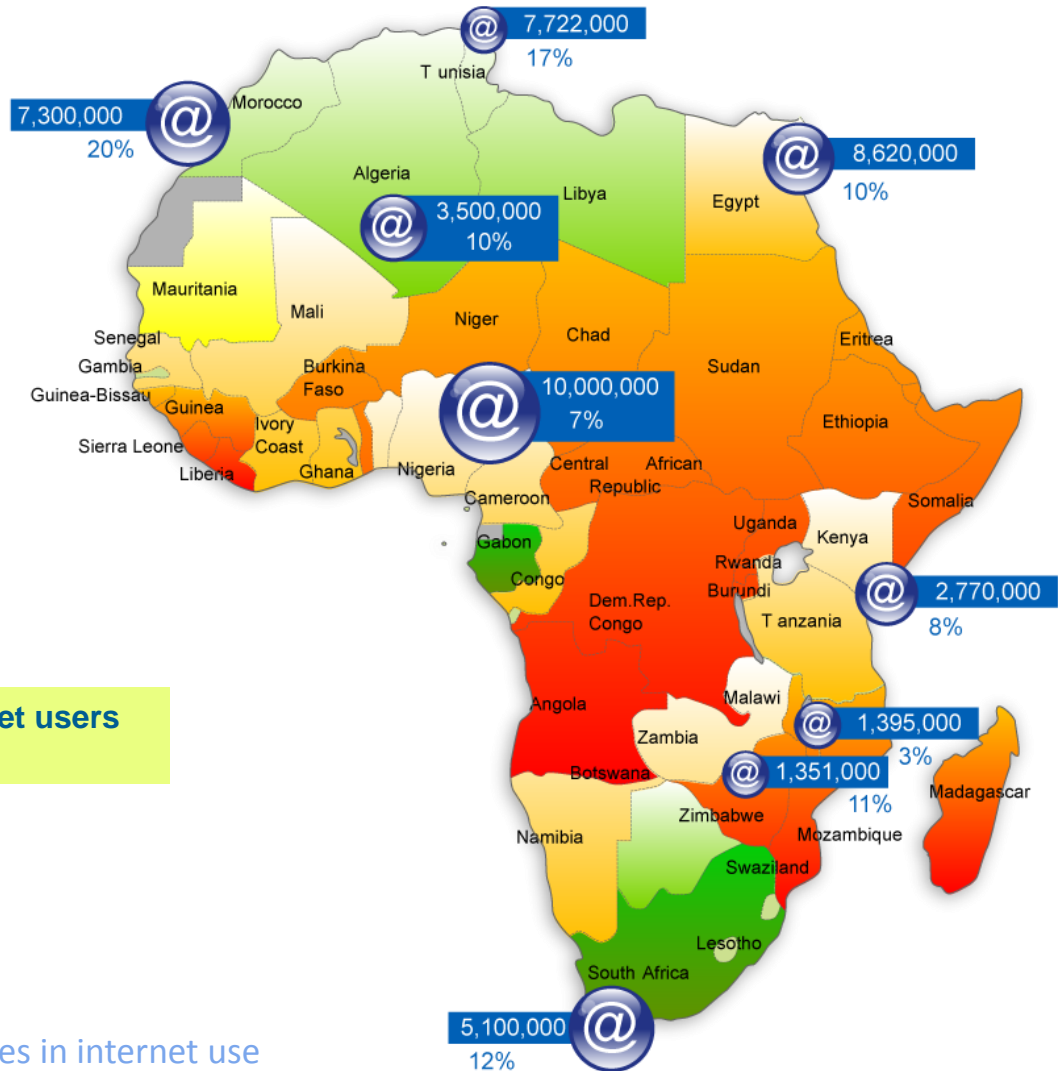 @ 7,722,000
17%
T unisia
Morocco
7,300,000 @
20%
Algeria
Libya
Egypt
@ 8,620,000
10%
@ 3,500,000
10%
Mauritania
Mali
Niger
Chad
Sudan
Eritrea
Senegal
Gambia
Guinea-Bissau
Guinea
Burkina
Faso
@ 10,000,000
7%
Ethiopia
Sierra Leone
Ivory
Coast
Liberia
Ghana
Nigeria
Central African
Republic
Cameroon
Somalia
Uganda
Kenya
Gabon
Congo
Rwanda
Burundi
@ 2,770,000
8%
Dem.Rep.
Congo
T anzania
et users
Angola
Malawi
@ 1,395,000
3%
Zambia
@ 1,351,000
11%
Botswana
Madagascar
Zimbabwe
Namibia
Mozambique
Swaziland
Lesotho
South Africa
5,100,000 @
12%
es in internet use